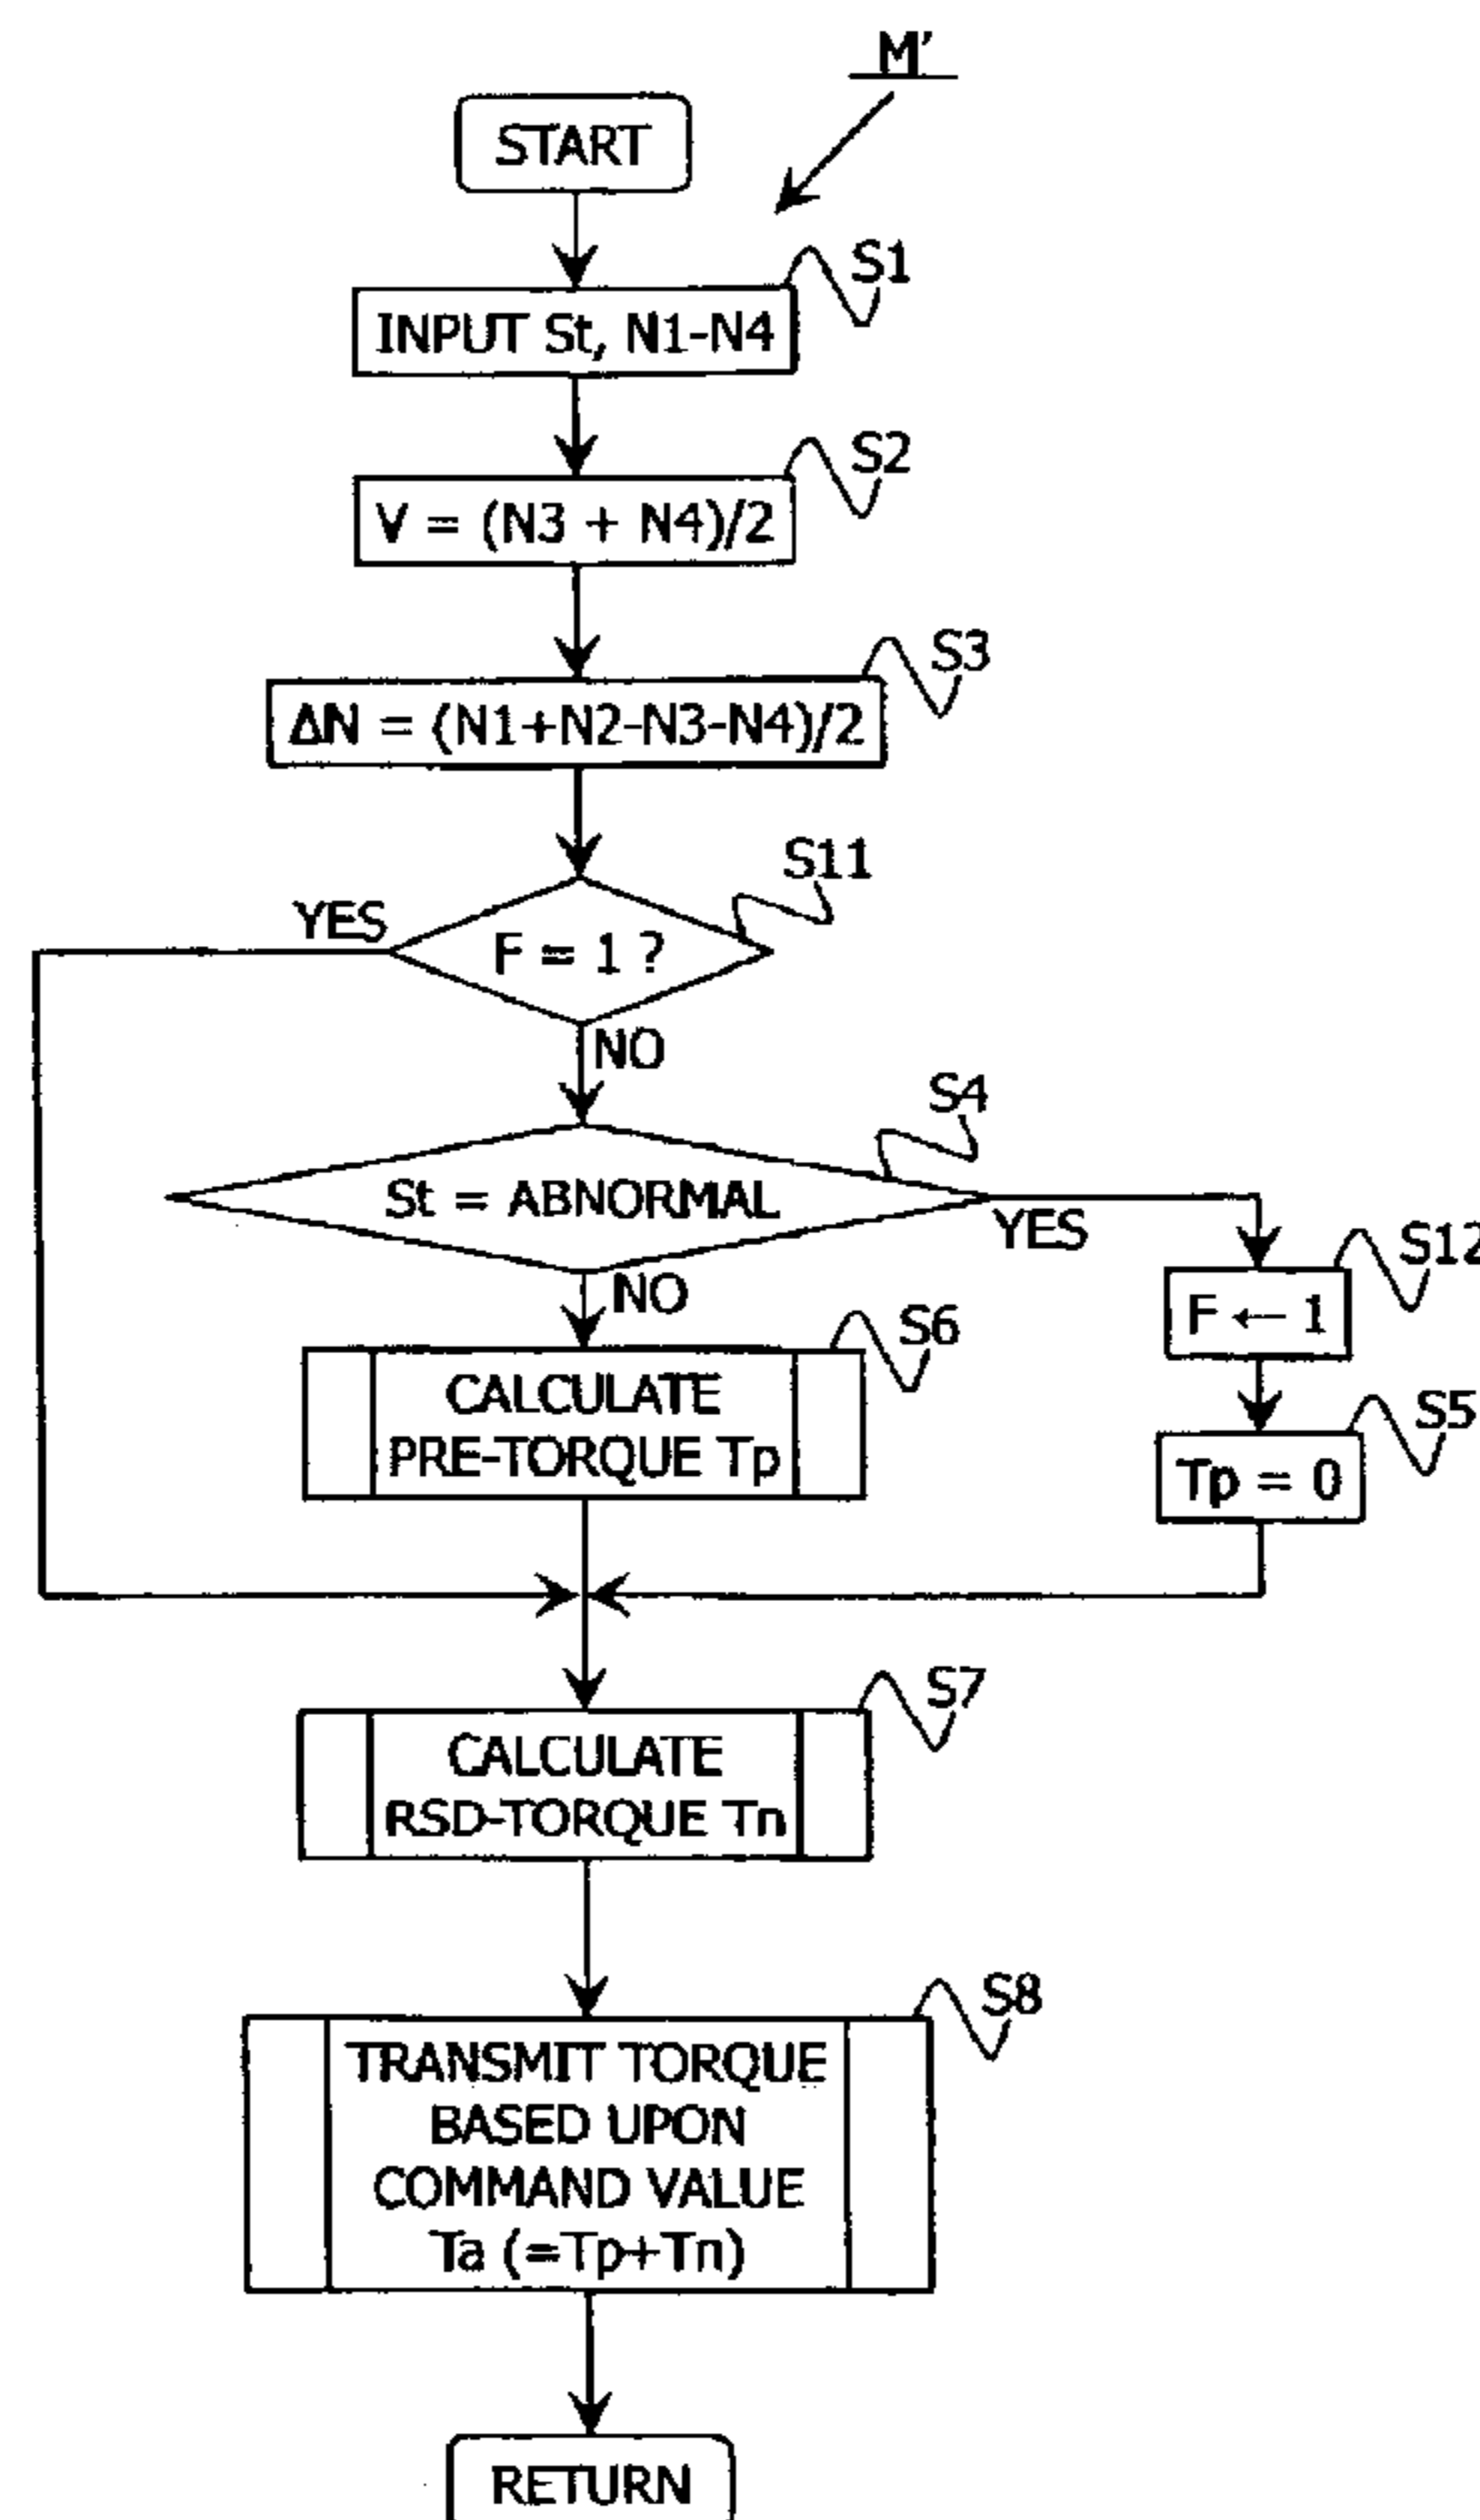 M'
START
S1
INPUT St, N1-N4
S2
V = (N3 + N4)/2
S3
ΔN = (N1+N2-N3-N4)/2
S11
YES
F = 1 ?
NO
S4
St = ABNORMAL
YES
S12
NO
F ← 1
S6
CALCULATE
PRE-TORQUE Tp
S5
Tp = 0
S7
CALCULATE
RSD-TORQUE Tn
S8
TRANSMIT TORQUE
BASED UPON
COMMAND VALUE
Ta (=Tp+Tn)
RETURN